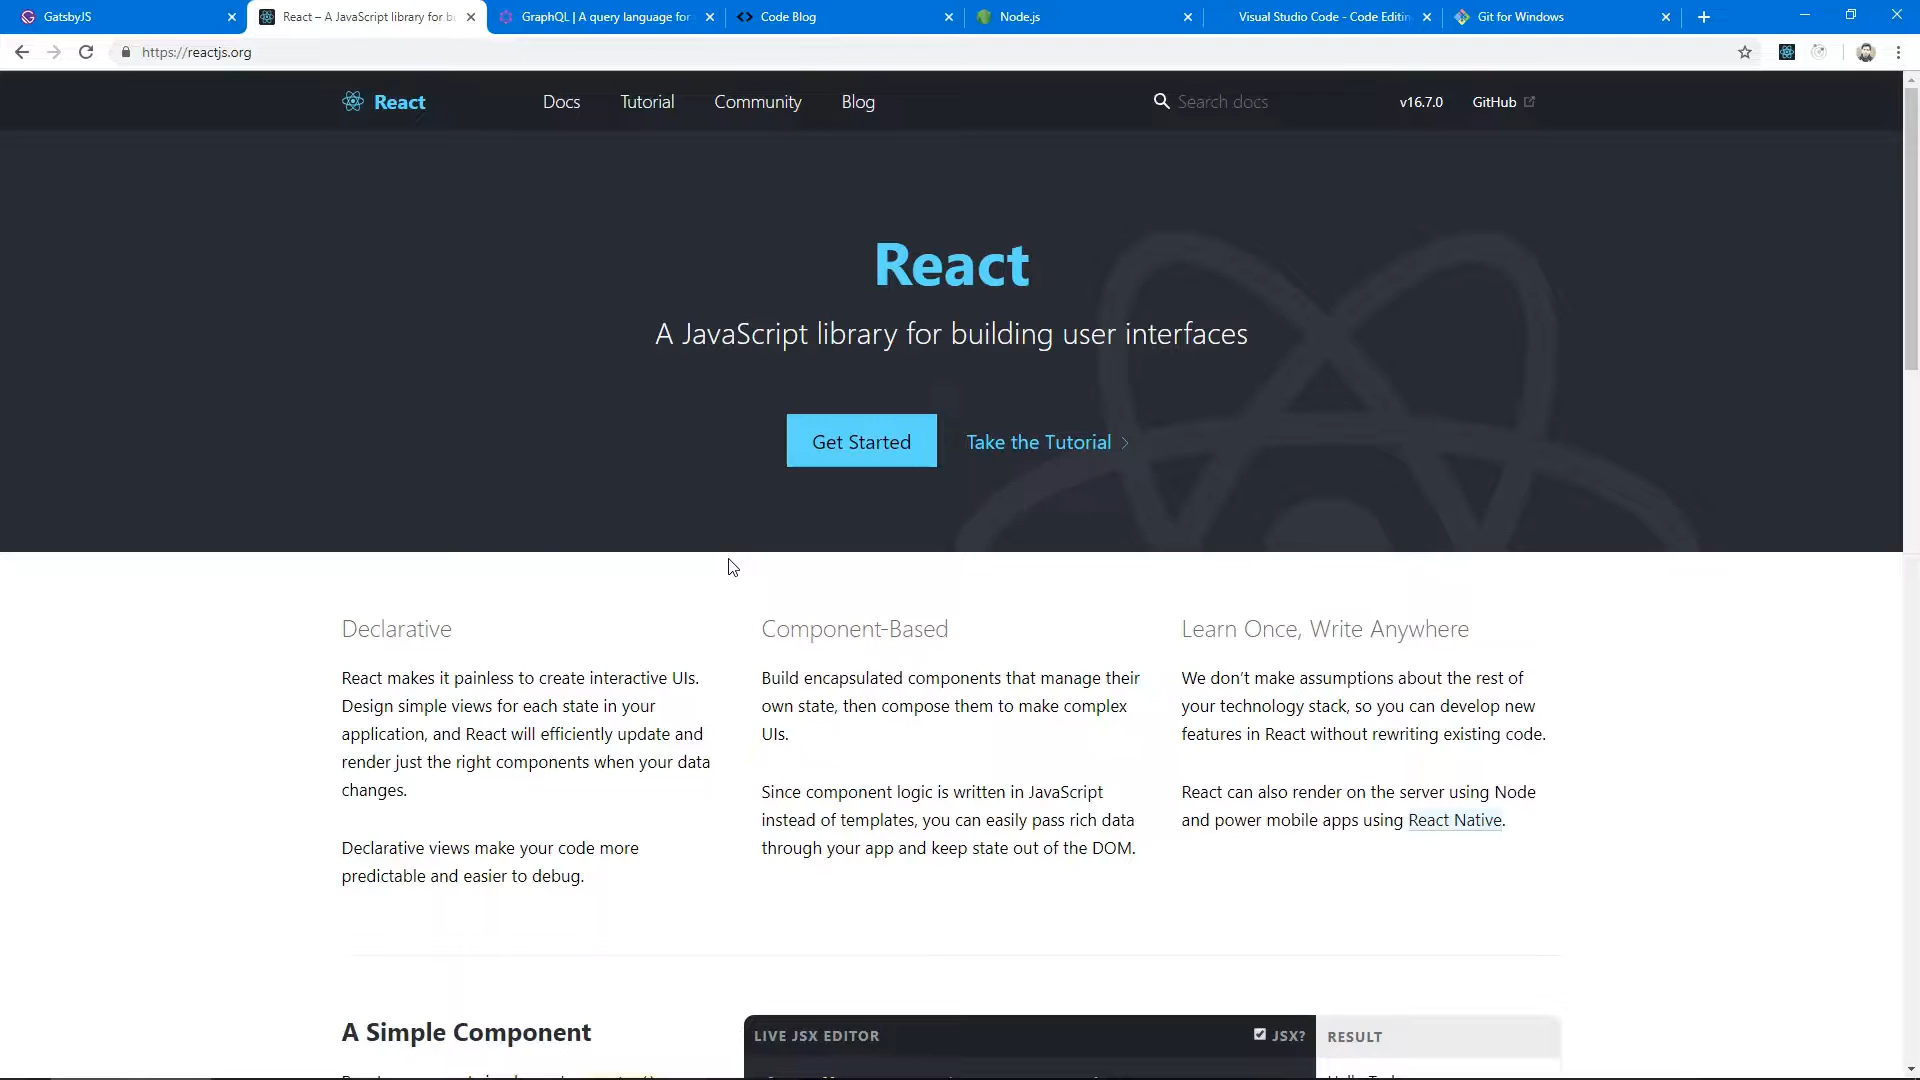 GatsbyJS
React – A JavaScript library for b
GraphQL | A query language for
Code Blog
Node.js
Visual Studio Code - Code Editin
Git for Windows
https://reactjs.org
React
Docs
Tutorial
Community
Blog
Search docs
v16.7.0
GitHub
React
A JavaScript library for building user interfaces
Get Started
Take the Tutorial
Declarative
React makes it painless to create interactive UIs.
Design simple views for each state in your
application, and React will efficiently update and
render just the right components when your data
changes.
Declarative views make your code more
predictable and easier to debug.
Component-Based
Build encapsulated components that manage their
own state, then compose them to make complex
UIs.
Since component logic is written in JavaScript
instead of templates, you can easily pass rich data
through your app and keep state out of the DOM.
Learn Once, Write Anywhere
We don't make assumptions about the rest of
your technology stack, so you can develop new
features in React without rewriting existing code.
React can also render on the server using Node
and power mobile apps using React Native.
A Simple Component
LIVE JSX EDITOR
JSX?
RESULT